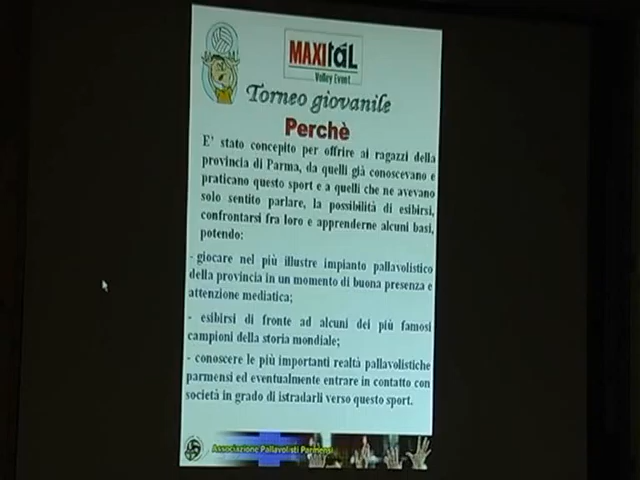 MAXItáL
Volley Event
Torneo giovanile
Perchè
E' stato concepito per offrire ai ragazzi della
provincia di Parma, da quelli già conoscevano e
praticano questo sport e a quelli che ne avevano
solo sentito parlare, la possibilità di esibirsi,
confrontarsi fra loro e apprenderne alcuni basi,
potendo:
- giocare nel più illustre impianto pallavolistico
della provincia in un momento di buona presenza e
attenzione mediatica;
- esibirsi di fronte ad alcuni dei più famosi
campioni della storia mondiale;
- conoscere le più importanti realtà pallavolistiche
parmensi ed eventualmente entrare in contatto con
società in grado di istradarli verso questo sport.
Associazione Pallavolisti Parmensi